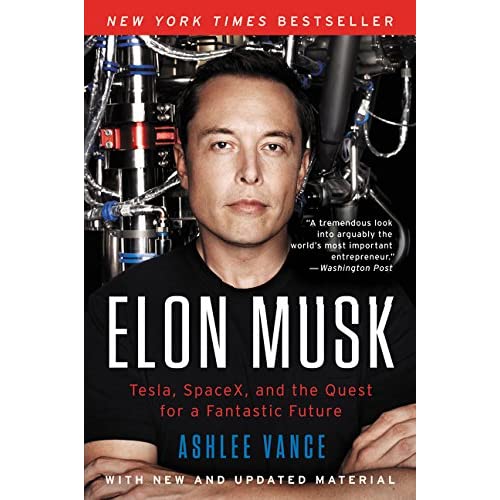 NEW YORK TIMES BESTSELLER
“A tremendous look
into arguably the
world’s most important
entrepreneur.”
—Washington Post
ELON MUSK
Tesla, SpaceX, and the Quest
for a Fantastic Future
ASHLEE VANCE
WITH NEW AND UPDATED MATERIAL